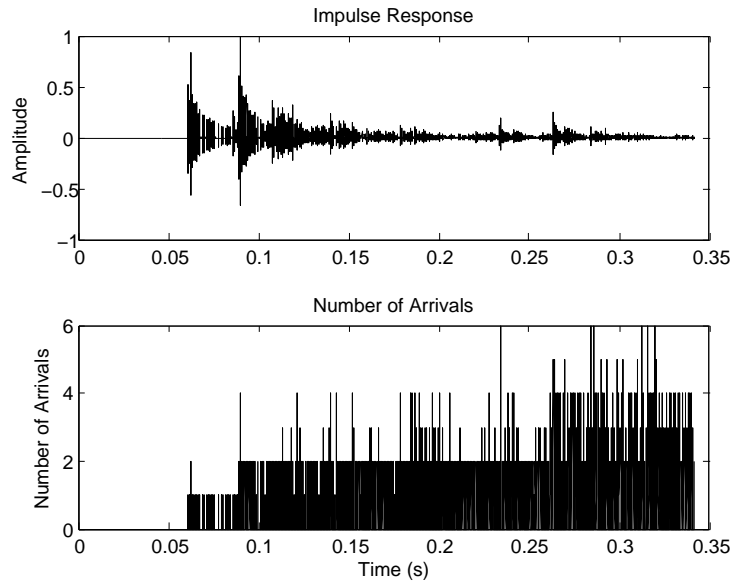 Impulse Response
1
0.5
0
−0.5
−1
Amplitude
0 0.05 0.1 0.15 0.2 0.25 0.3 0.35
Number of Arrivals
6
4
2
0
Number of Arrivals
0 0.05 0.1 0.15 0.2 0.25 0.3 0.35
Time (s)